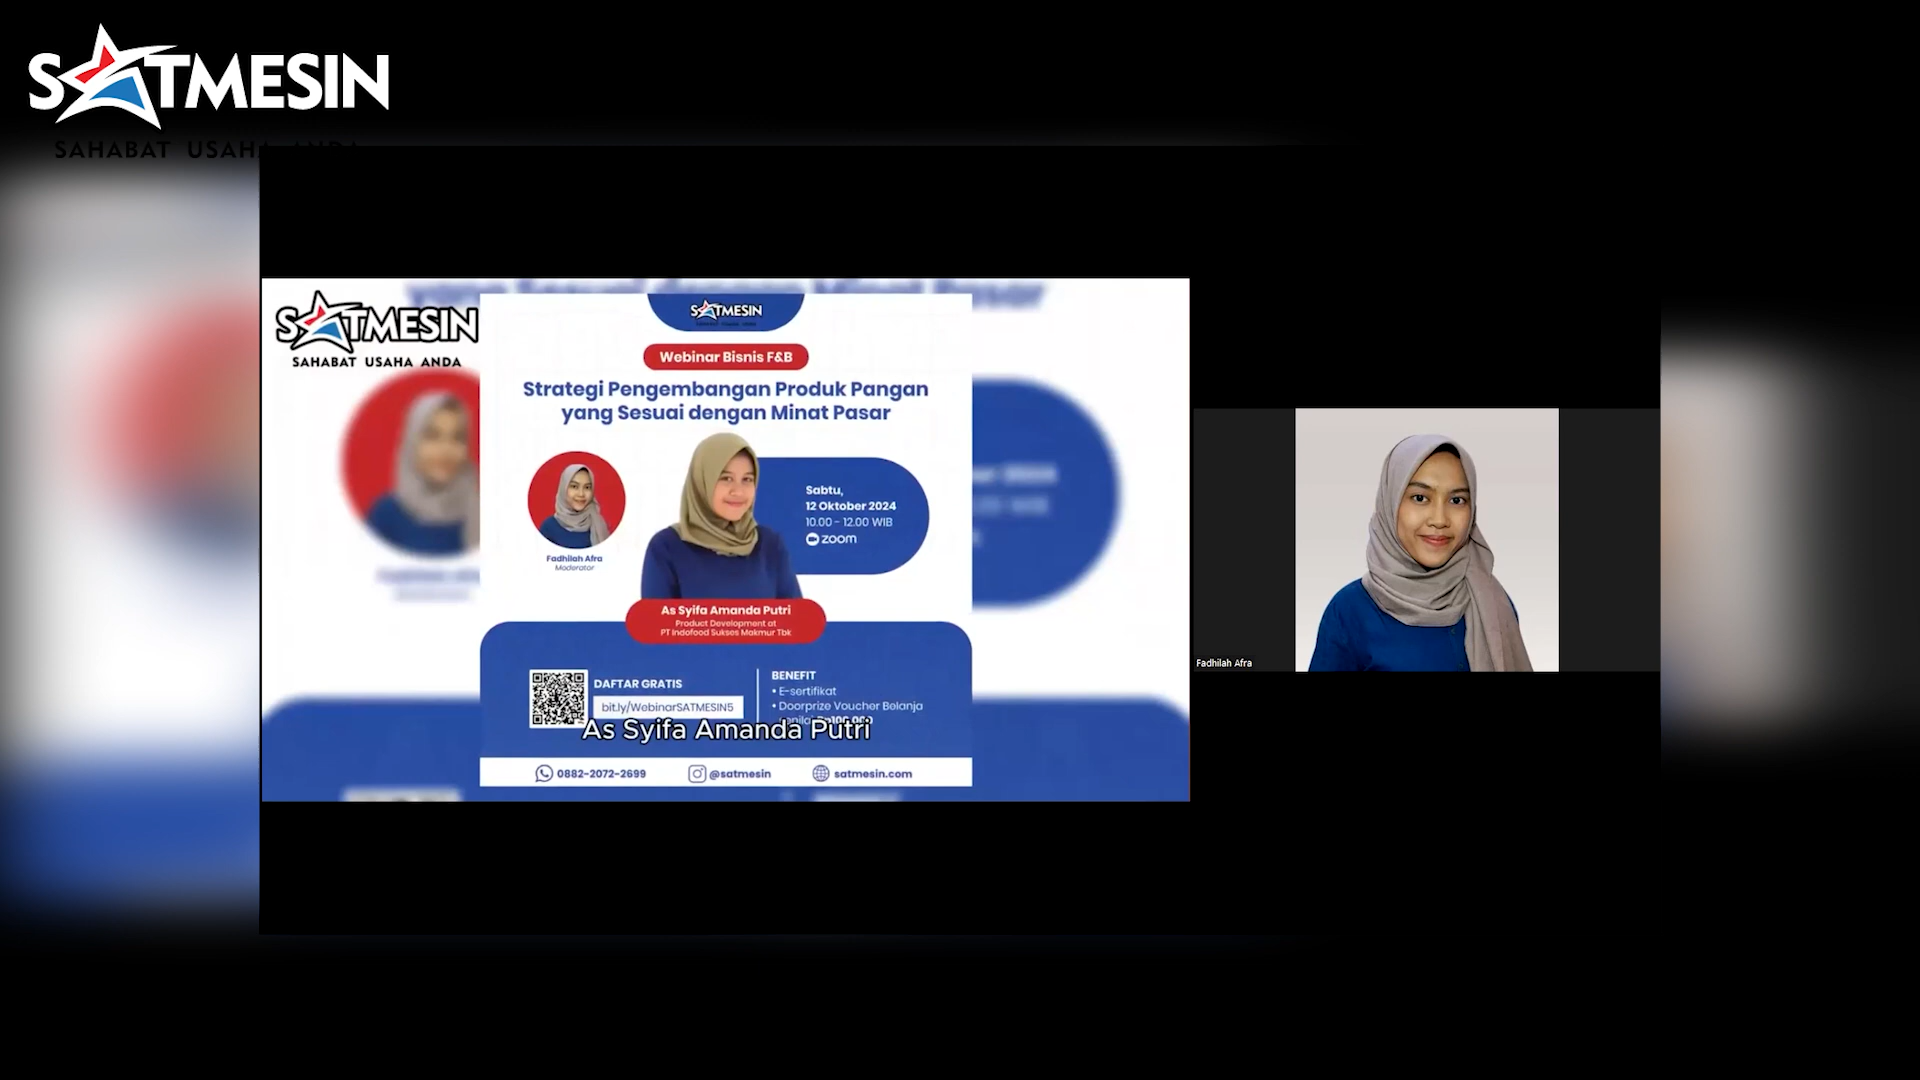 SATMESIN
SAHABAT USAHA ANDA
SATMESIN
SAHABAT USAHA ANDA
SATMESIN
Webinar Bisnis F&B
Strategi Pengembangan Produk Pangan
yang Sesuai dengan Minat Pasar
Sabtu,
12 Oktober 2024
10.00 - 12.00 WIB
zoom
Fadhilah Afra
Moderator
As Syifa Amanda Putri
Product Development at
PT Indofood Sukses Makmur Tbk
DAFTAR GRATIS
bit.ly/WebinarSATMESIN5
BENEFIT
• E-sertifikat
• Doorprize Voucher Belanja
Rp100.000
As Syifa Amanda Putri
0882-2072-2699
@satmesin
satmesin.com
Fadhilah Afra